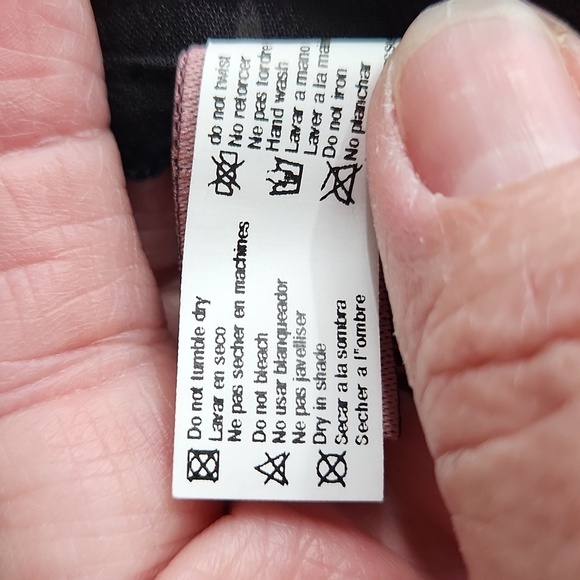 Do not tumble dry
Lavar en seco
Ne pas secher en machines
Do not bleach
No usar blanqueador
Ne pas javelliser
Dry in shade
Secar a la sombra
Secher a l"ombre
do not twist
No retorcer
Ne pas tordre
Hand wash
Lavar a mano
Laver a la main
Do not iron
No planchar